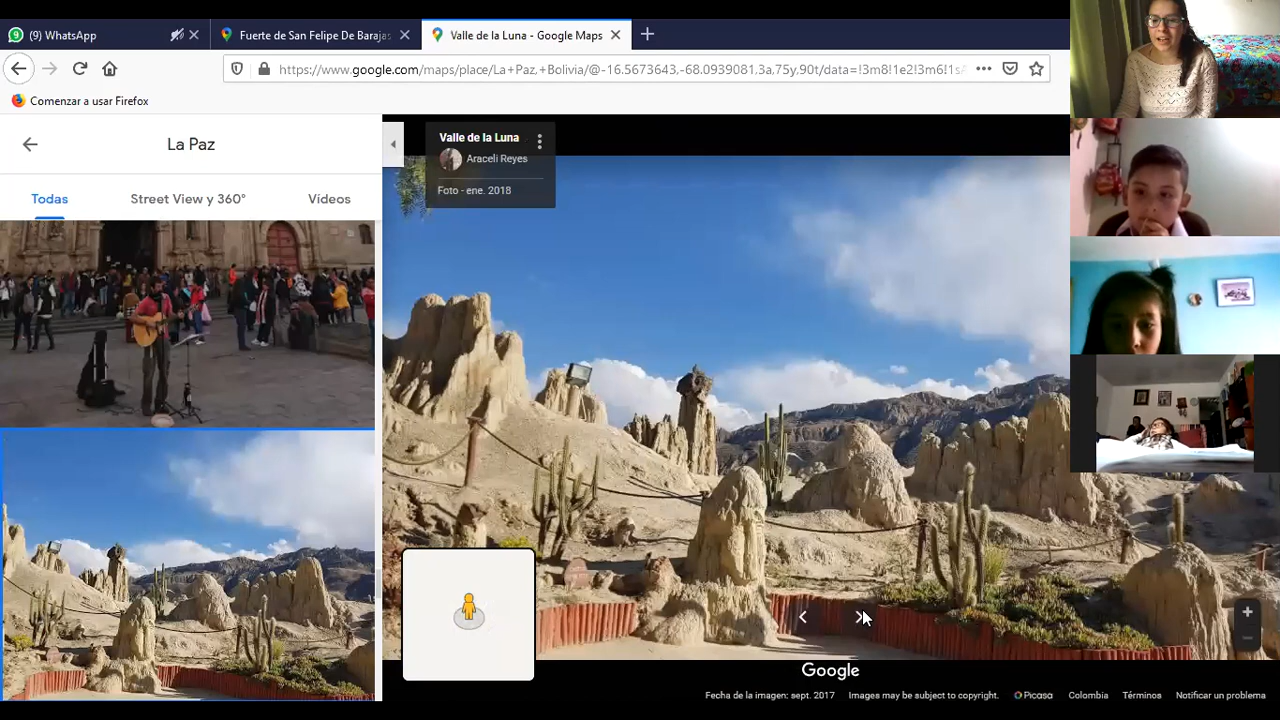 (9) WhatsApp
Fuerte de San Felipe De Barajas
Valle de la Luna - Google Maps
https://www.google.com/maps/place/La+Paz,+Bolivia/@-16.5673643,-68.0939081,3a,75y,90t/data=!3m8!1e2!3m6!1s
Comenzar a usar Firefox
La Paz
Todas
Street View y 360°
Vídeos
Valle de la Luna
Araceli Reyes
Foto - ene. 2018
Google
Fecha de la imagen: sept. 2017 Images may be subject to copyright. Picasa Colombia Términos Notificar un problema